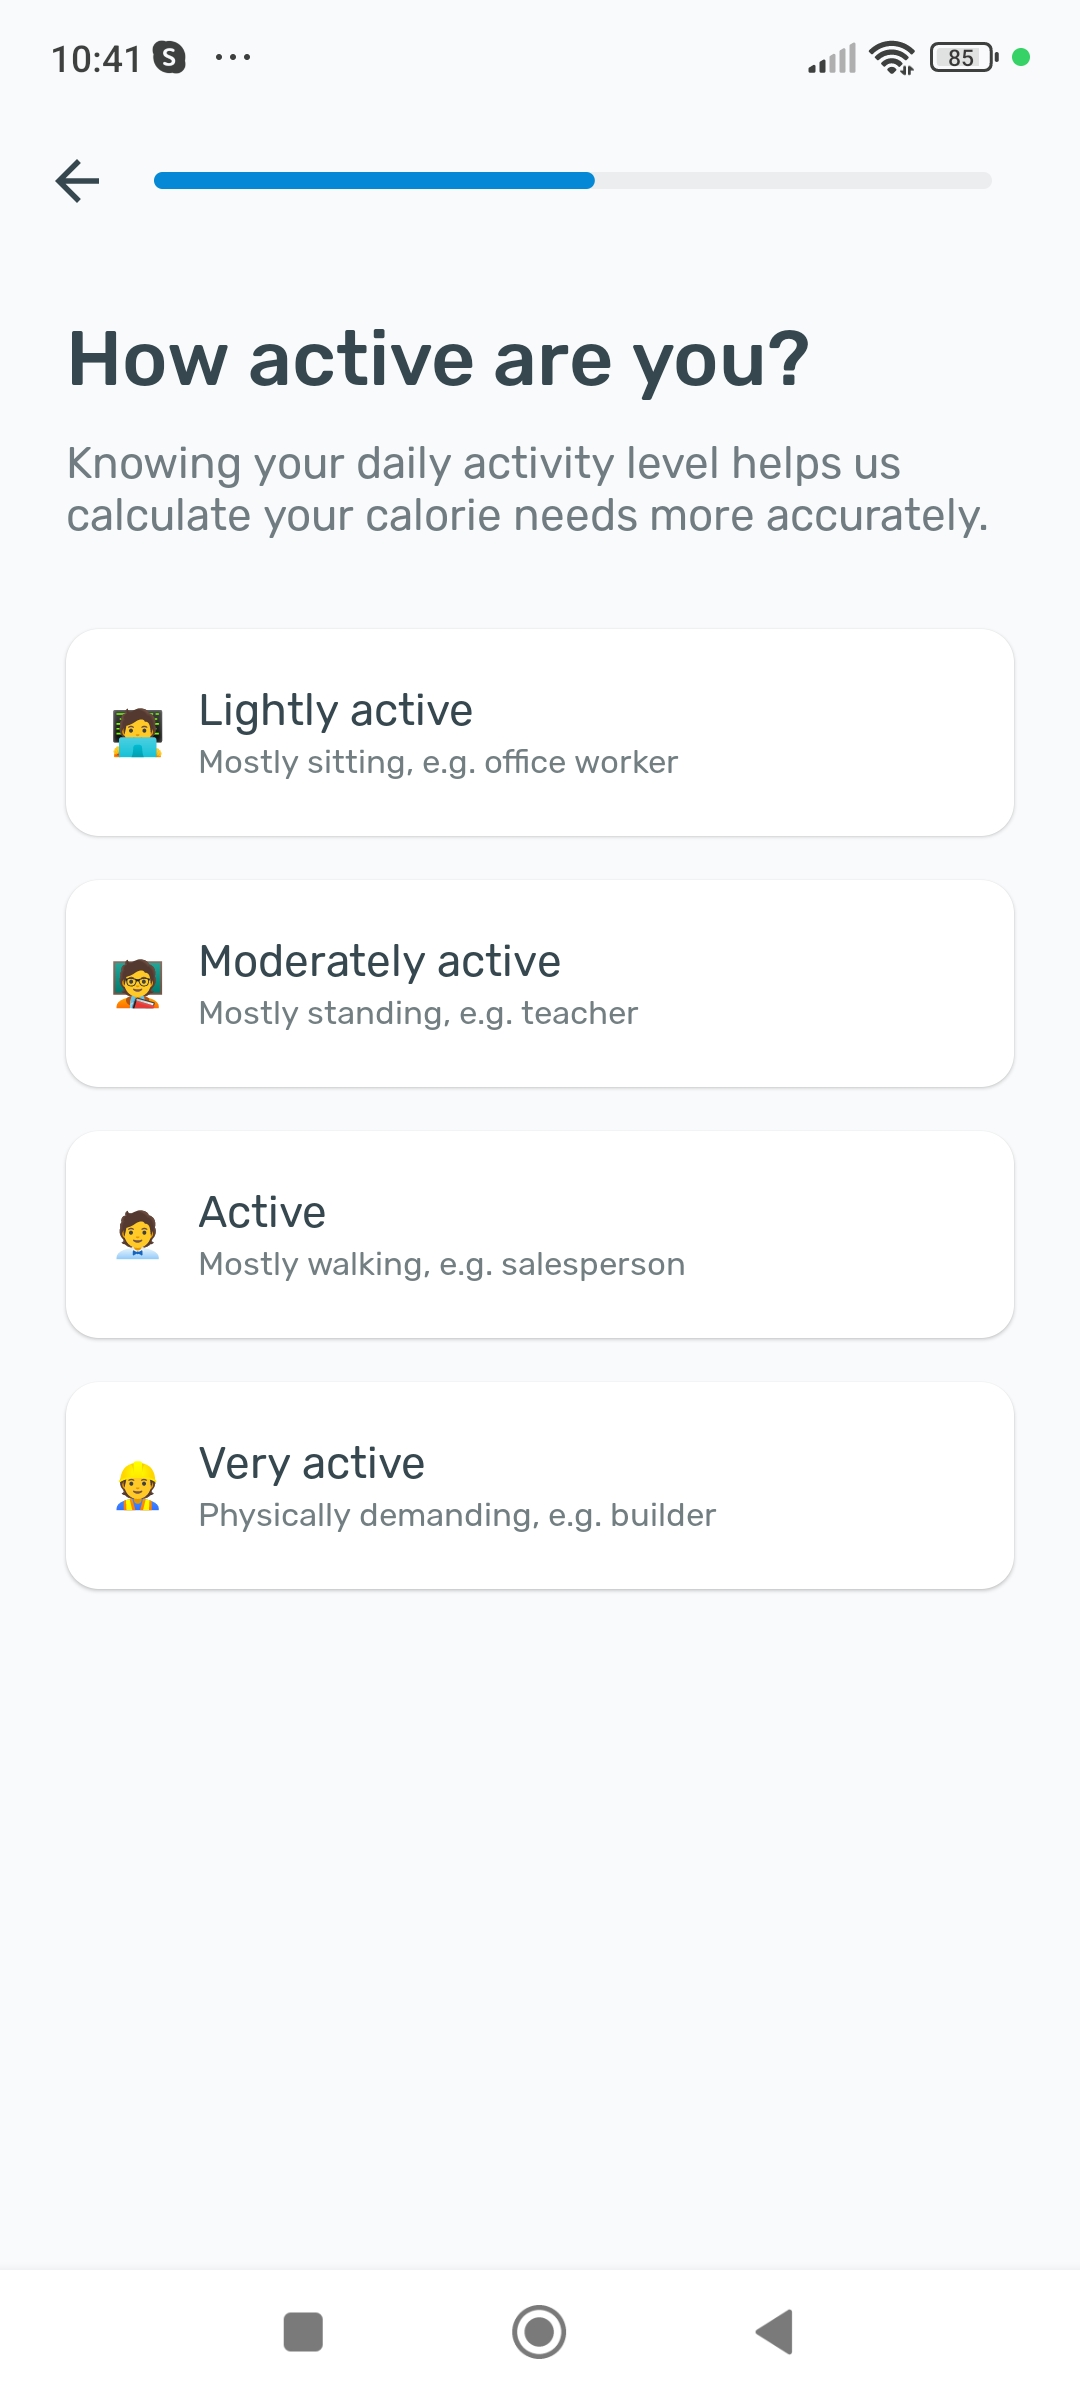 10:41 S ...
85
How active are you?
Knowing your daily activity level helps us
calculate your calorie needs more accurately.
Lightly active
Mostly sitting, e.g. office worker
Moderately active
Mostly standing, e.g. teacher
Active
Mostly walking, e.g. salesperson
Very active
Physically demanding, e.g. builder